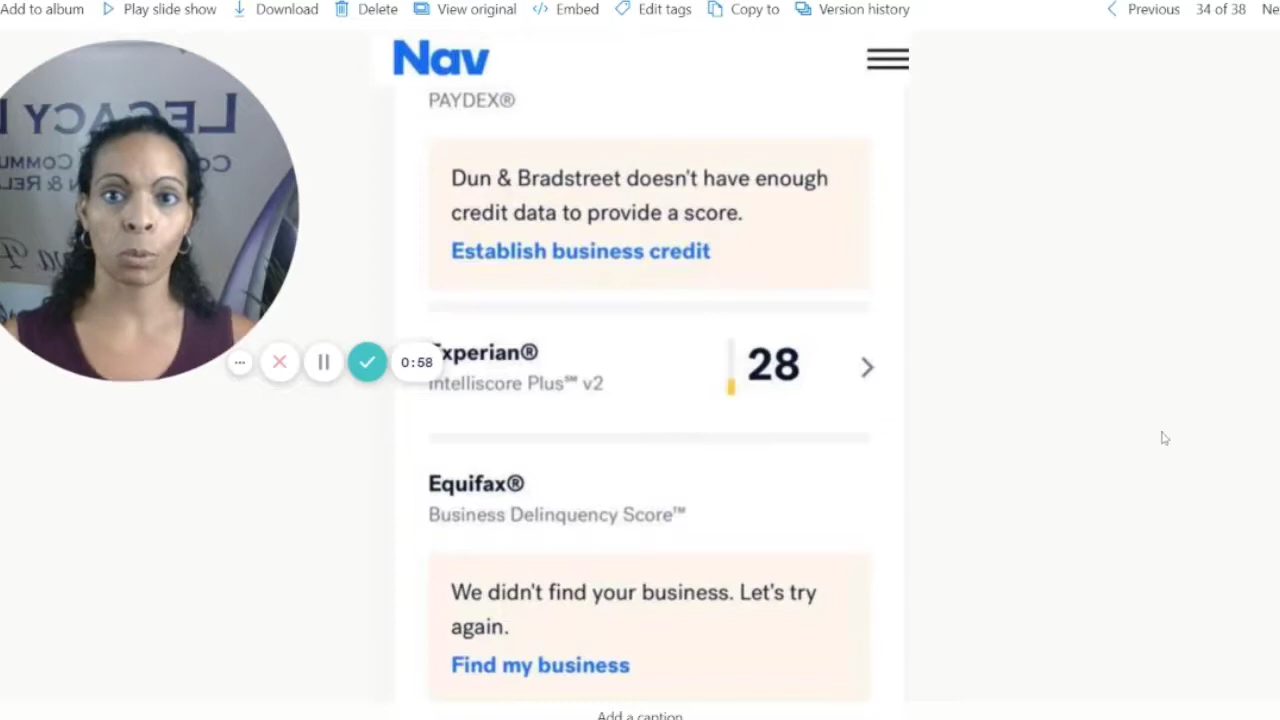 Add to album Play slide show Download Delete View original Embed Edit tags Copy to Version history Previous 34 of 38
Nav
PAYDEX®
Dun & Bradstreet doesn't have enough
credit data to provide a score.
Establish business credit
Experian® 28
Intelliscore Plus℠ v2
0:58
Equifax®
Business Delinquency Score™
We didn't find your business. Let's try
again.
Find my business
Add a caption
LEGACY